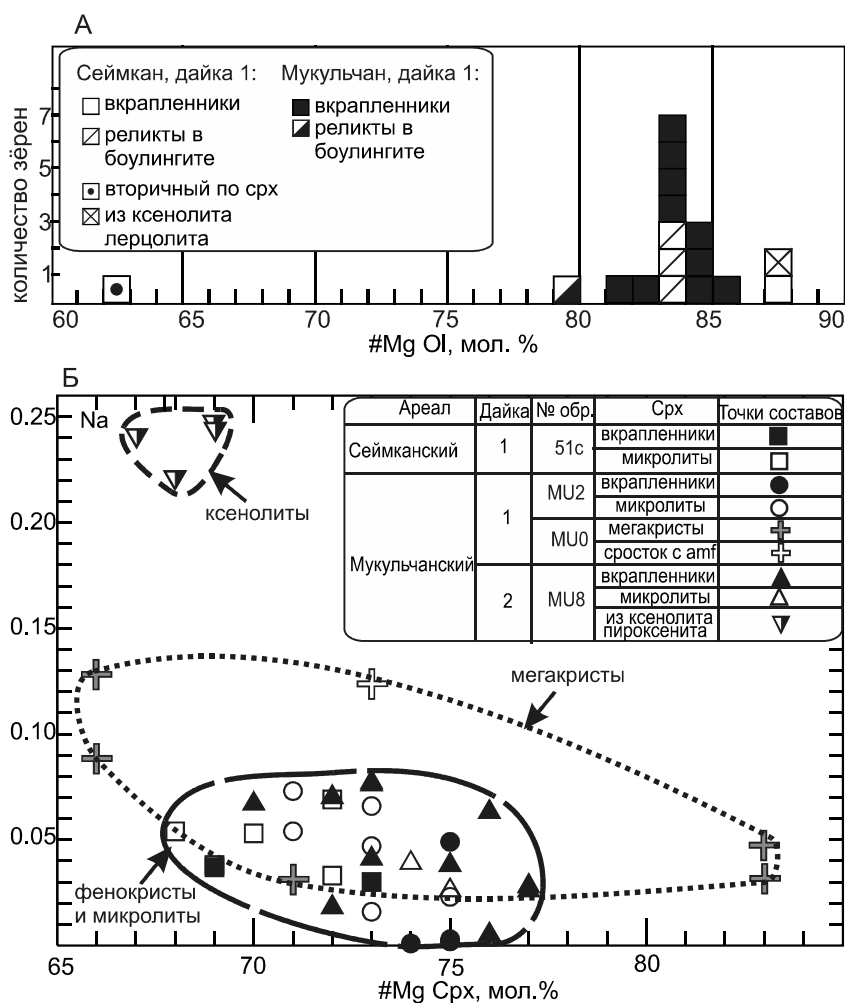 А
количество зёрен
7
5
3
1
Сеймкан, дайка 1:
вкрапленники
реликты в
боулингите
вторичный по срх
из ксенолита
лерцолита
Мукульчан, дайка 1:
вкрапленники
реликты в
боулингите
60 65 70 75 80 85 90
#Mg Ol, мол. %
Б
Na
0.25
0.20
0.15
0.10
0.05
Ареал Дайка № обр. Cpx Точки составов
Сеймканский 1 51с вкрапленники
микролиты
Мукульчанский 1 MU2 вкрапленники
микролиты
MU0 мегакристы
сросток с amf
2 MU8 вкрапленники
микролиты
из ксенолита
пироксенита
ксенолиты
мегакристы
фенокристы
и микролиты
65 70 75 80
#Mg Cpx, мол.%